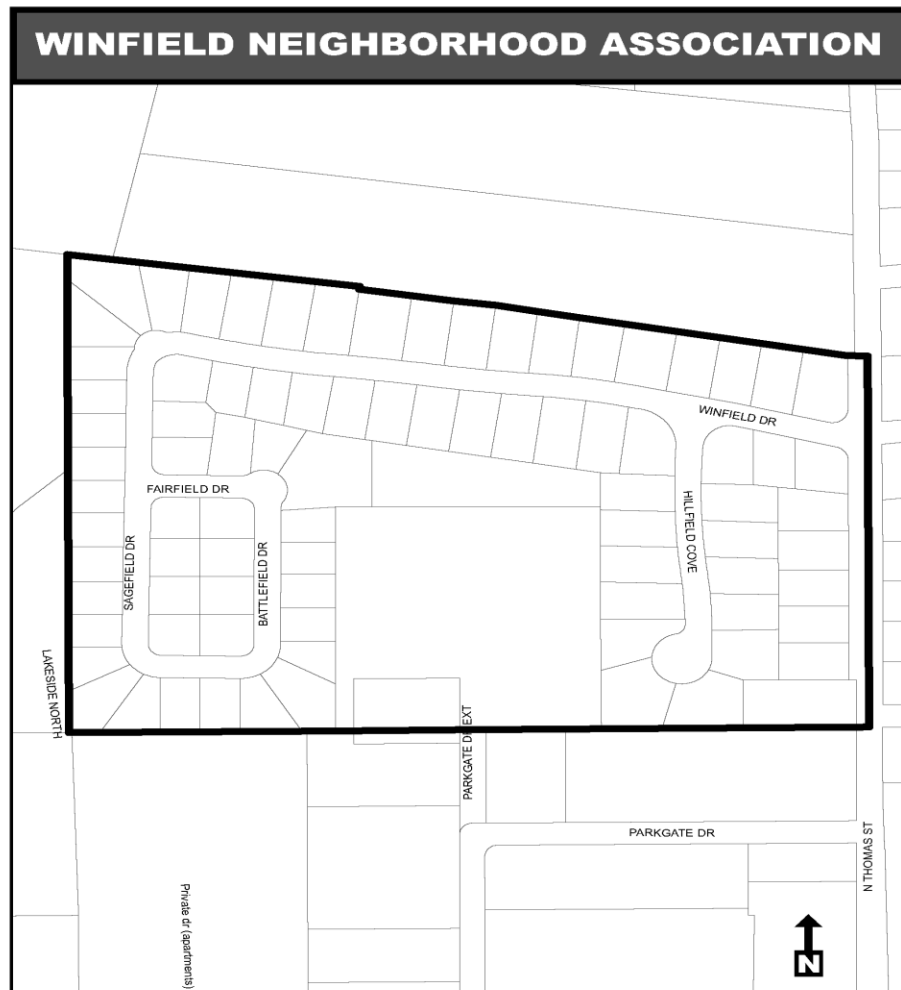 WINFIELD NEIGHBORHOOD ASSOCIATION
WINFIELD DR
FAIRFIELD DR
HILLFIELD COVE
SAGEFIELD DR
BATTLEFIELD DR
LAKESIDE NORTH
PARKGATE DR EXT
PARKGATE DR
N THOMAS ST
Private dr (apartments)
N